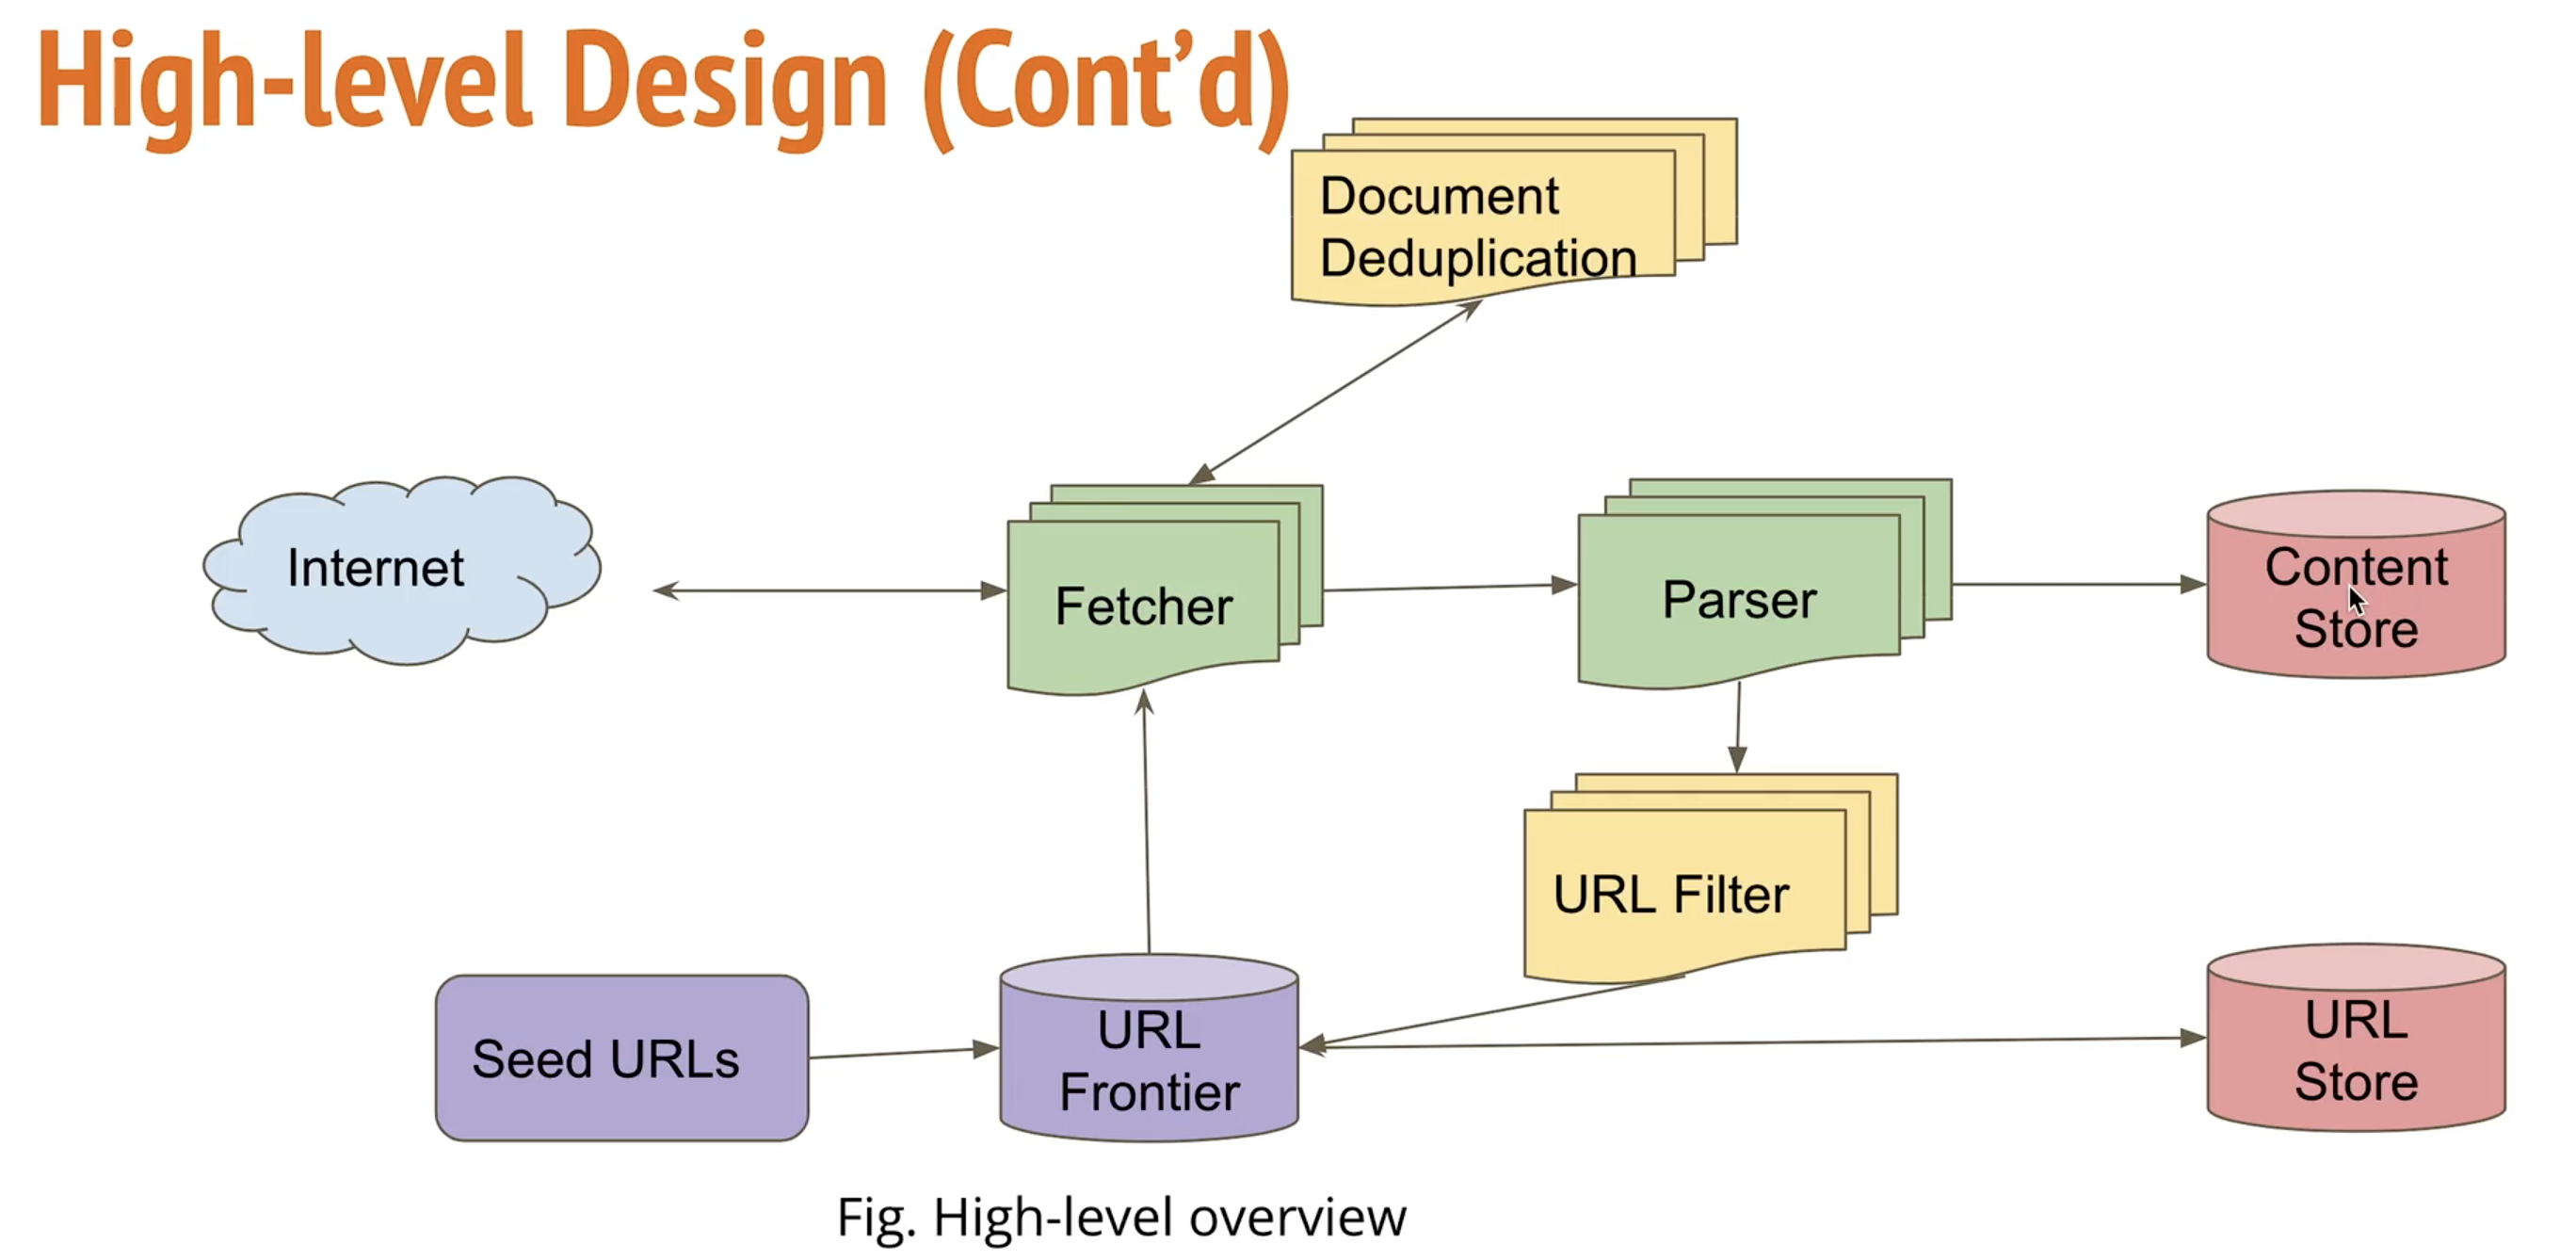 High-level Design (Cont’d)
Document
Deduplication
Internet
Fetcher
Parser
Content
Store
URL Filter
Seed URLs
URL
Frontier
URL
Store
Fig. High-level overview